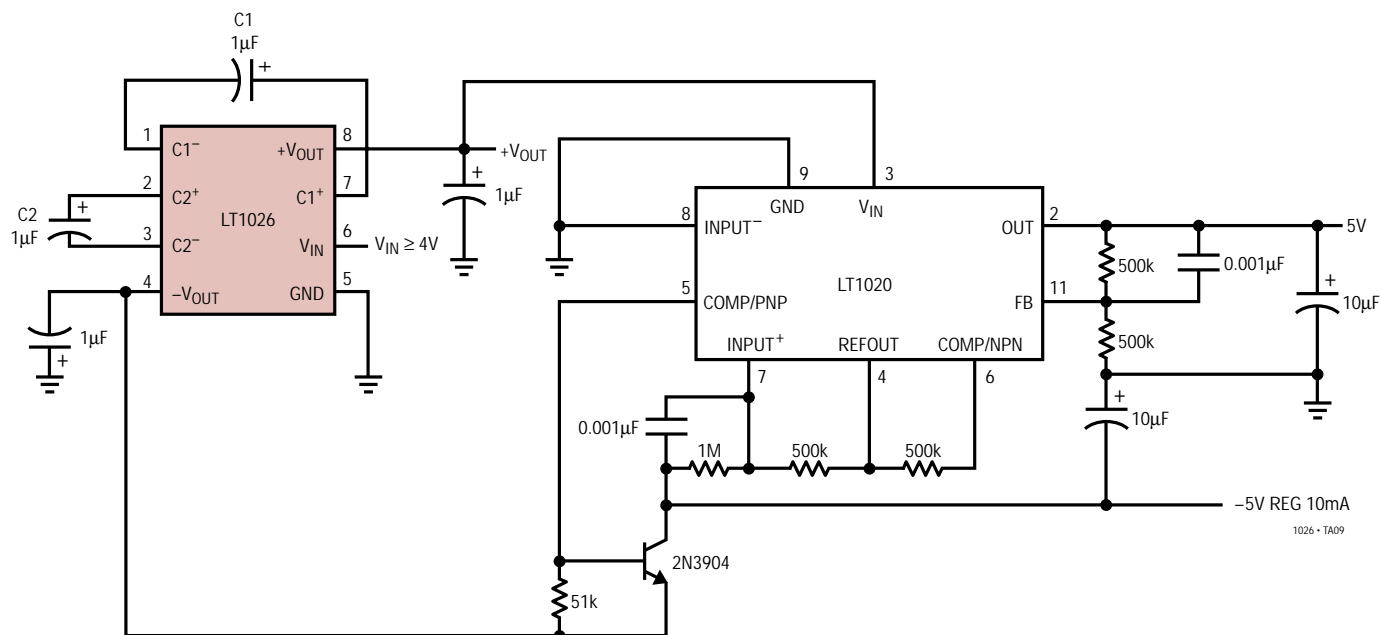 C1
1µF
+
1
C1⁻
+VOUT
8
+VOUT
2
C2⁺
C1⁺
7
C2
1µF
+
LT1026
3
C2⁻
VIN
6
VIN ≥ 4V
4
–VOUT
GND
5
1µF
+
+
1µF
9
GND
3
VIN
8
INPUT⁻
OUT
2
5V
5
COMP/PNP
LT1020
FB
11
INPUT⁺
REFOUT
COMP/NPN
7
4
6
500k
0.001µF
500k
+
10µF
+
10µF
0.001µF
1M
500k
500k
–5V REG 10mA
1026 • TA09
2N3904
51k